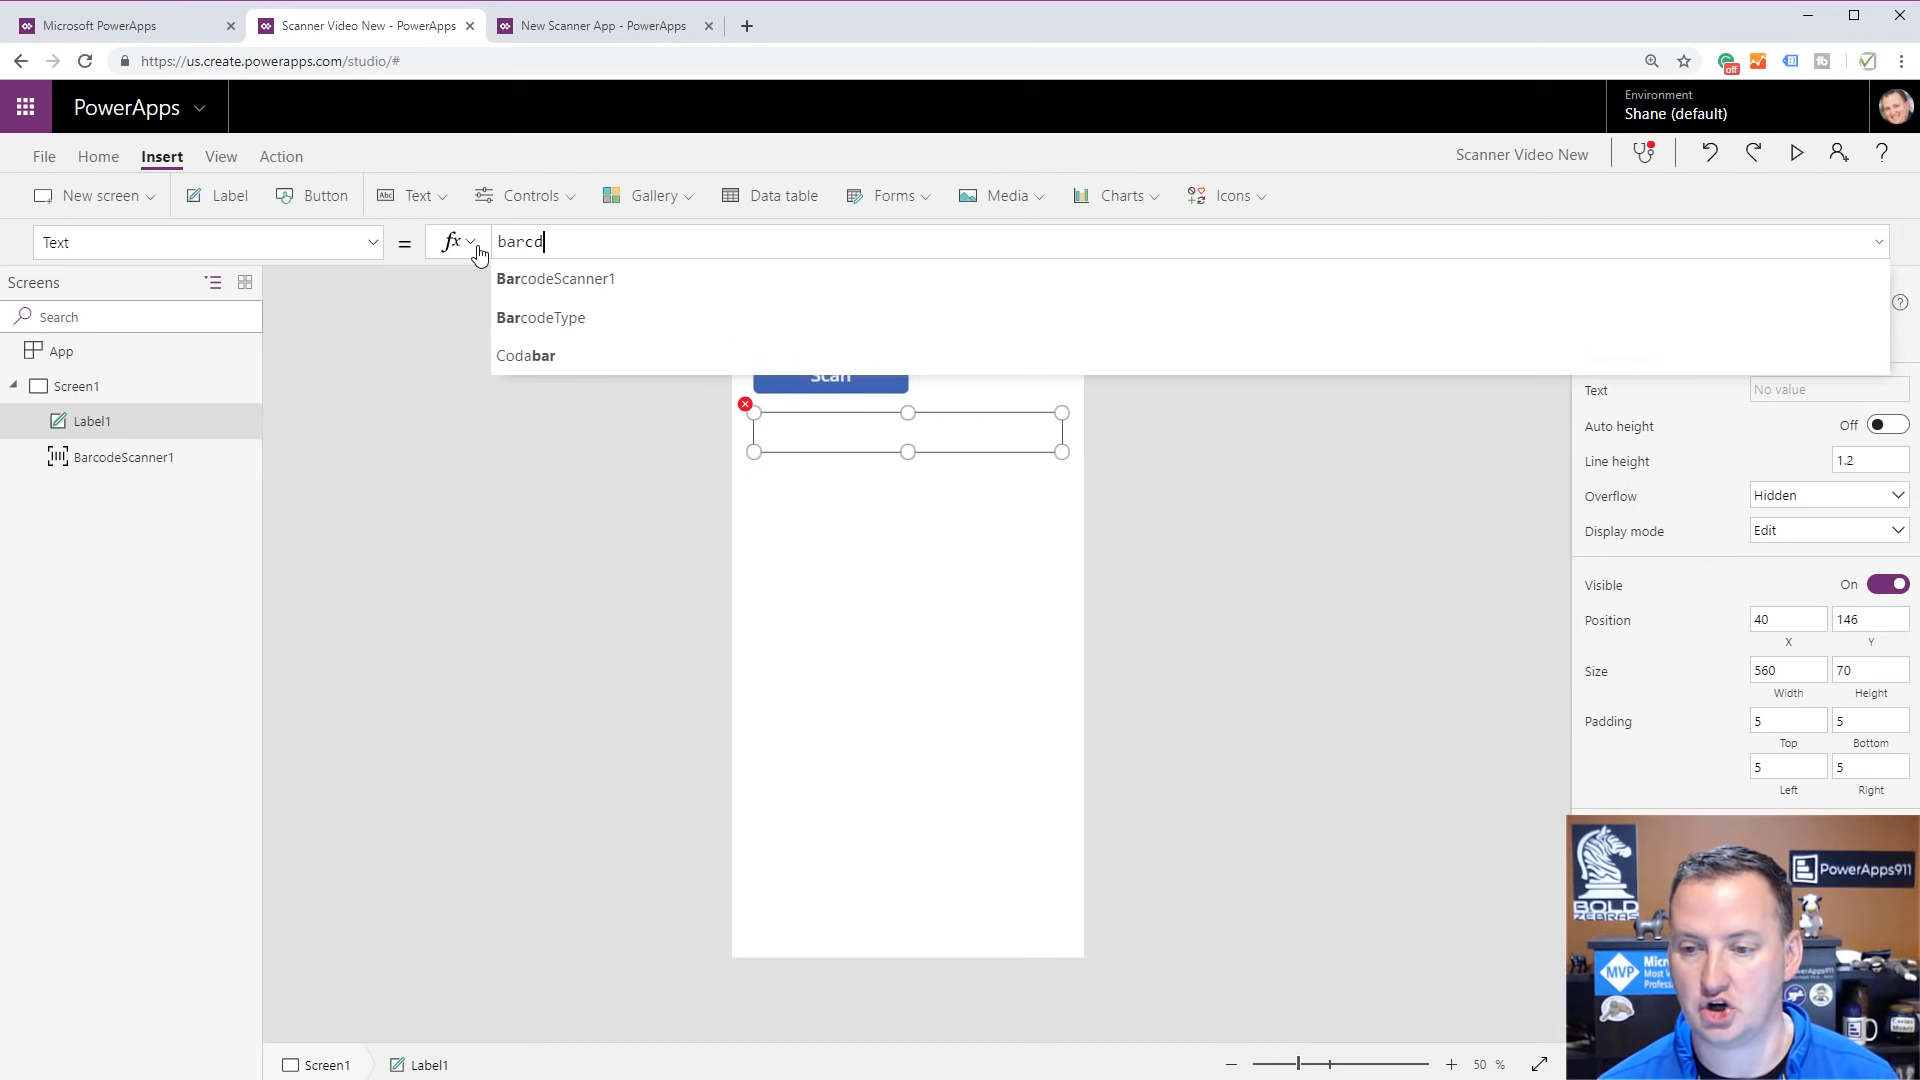 Microsoft PowerApps
Scanner Video New - PowerApps
New Scanner App - PowerApps
https://us.create.powerapps.com/studio/#
off
PowerApps
Environment
Shane (default)
File Home Insert View Action
Scanner Video New
New screen
Label
Button
Abc Text
Controls
Gallery
Data table
Forms
Media
Charts
Icons
Text
=
fx
barcd
Screens
BarcodeScanner1
BarcodeType
Codabar
Search
App
Screen1
Label1
BarcodeScanner1
Scan
Text No value
Auto height Off
Line height 1.2
Overflow Hidden
Display mode Edit
Visible On
Position 40 146
X Y
Size 560 70
Width Height
Padding 5 5
Top Bottom
5 5
Left Right
BOLD
ZEBRAS
PowerApps911
MVP
Screen1
Label1
50 %